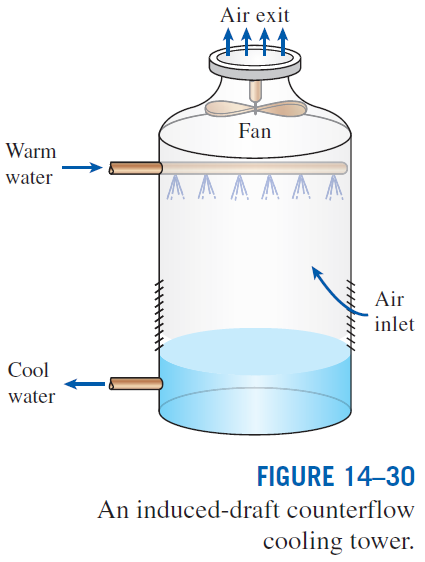 Air exit
Fan
Warm
water
Air
inlet
Cool
water
FIGURE 14–30
An induced-draft counterflow
cooling tower.